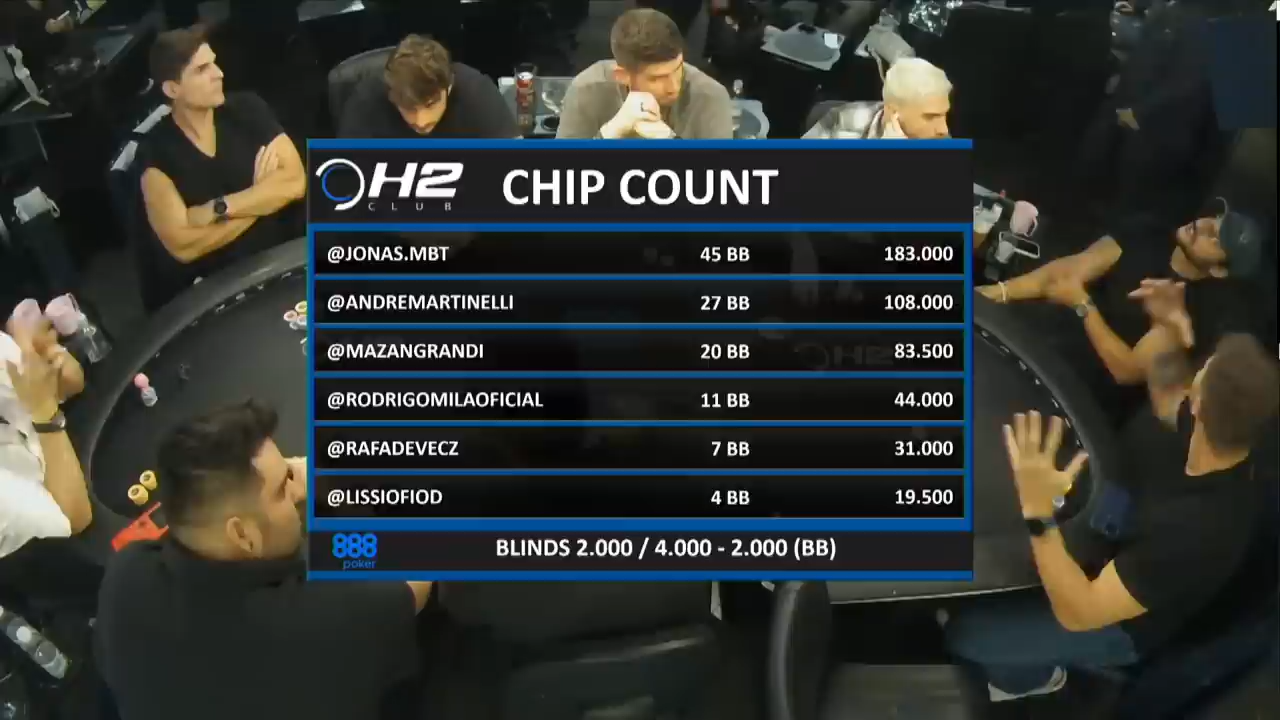 H2 CLUB
CHIP COUNT
@JONAS.MBT 45 BB 183.000
@ANDREMARTINELLI 27 BB 108.000
@MAZANGRANDI 20 BB 83.500
@RODRIGOMILAOFICIAL 11 BB 44.000
@RAFADEVECZ 7 BB 31.000
@LISSIOFIOD 4 BB 19.500
888 poker
BLINDS 2.000 / 4.000 - 2.000 (BB)